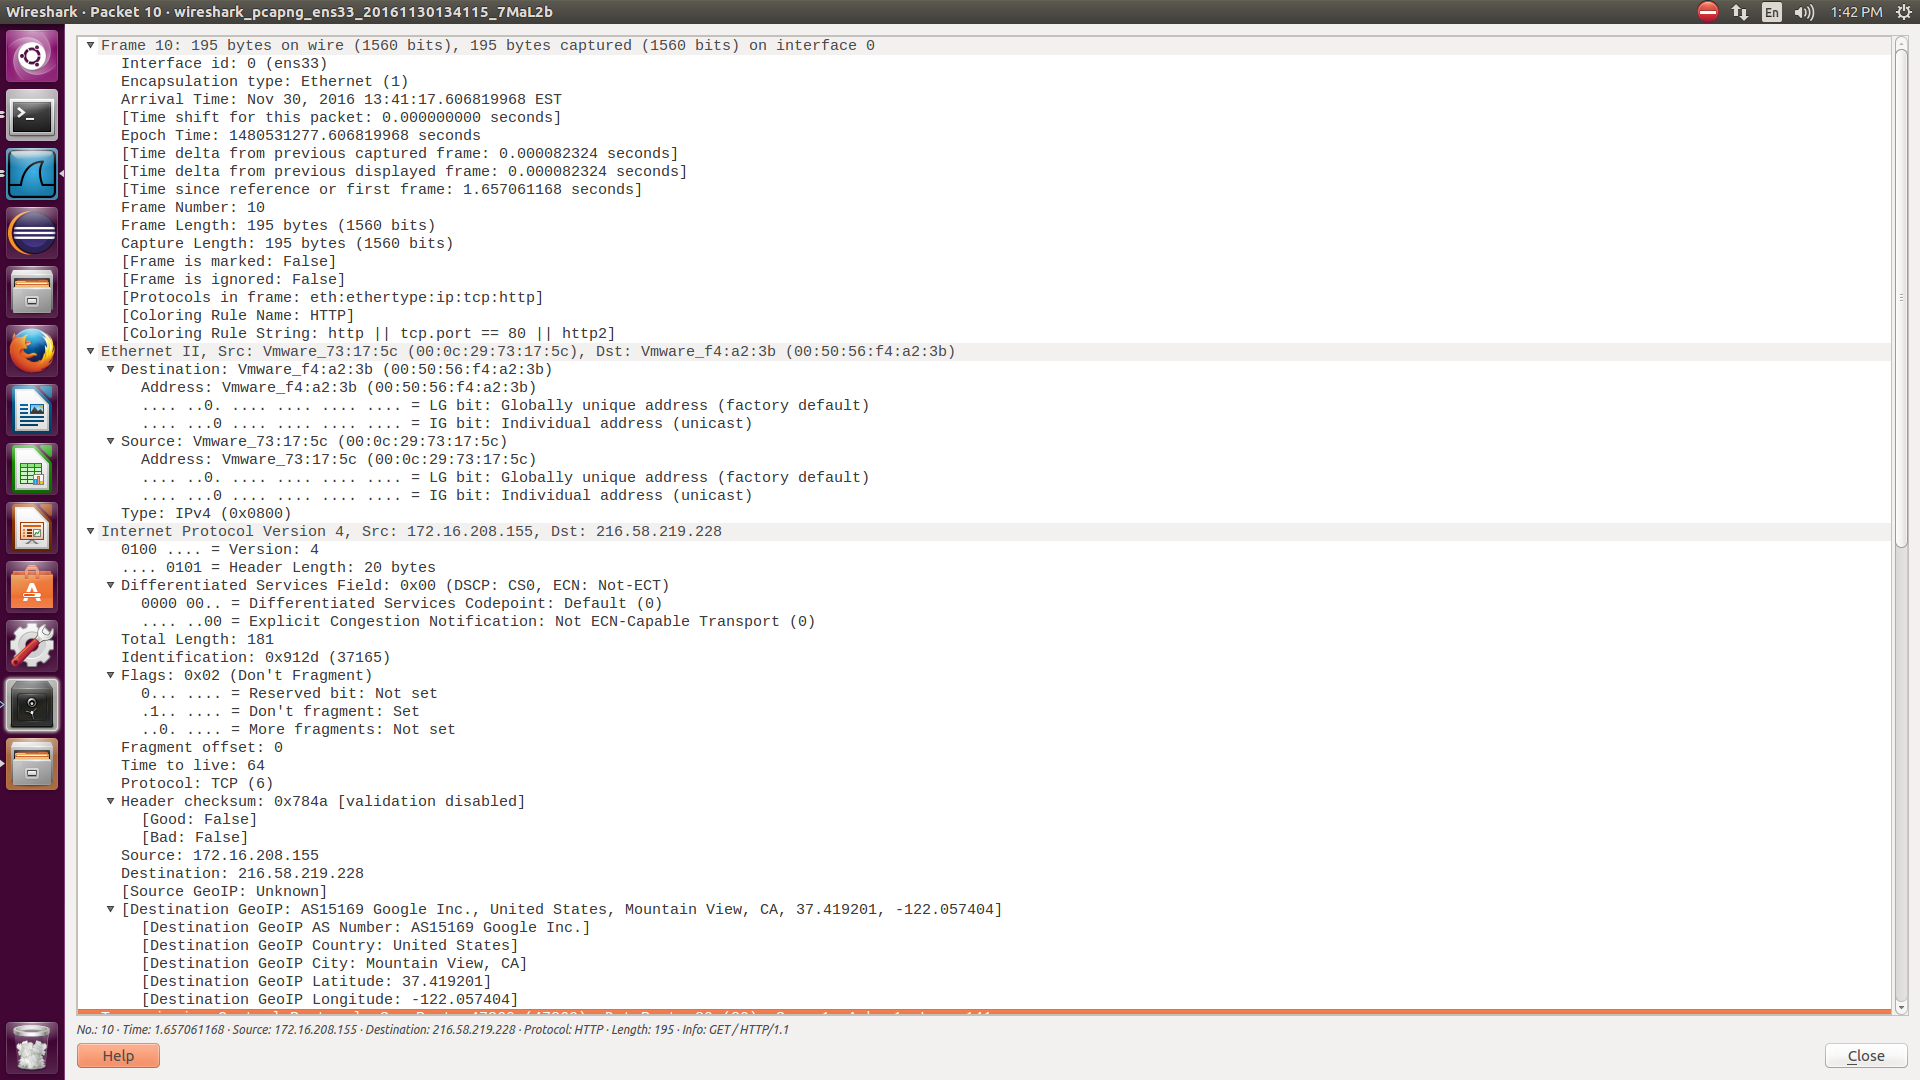 Wireshark · Packet 10 · wireshark_pcapng_ens33_20161130134115_7MaL2b
En
1:42 PM
Frame 10: 195 bytes on wire (1560 bits), 195 bytes captured (1560 bits) on interface 0
Interface id: 0 (ens33)
Encapsulation type: Ethernet (1)
Arrival Time: Nov 30, 2016 13:41:17.606819968 EST
[Time shift for this packet: 0.000000000 seconds]
Epoch Time: 1480531277.606819968 seconds
[Time delta from previous captured frame: 0.000082324 seconds]
[Time delta from previous displayed frame: 0.000082324 seconds]
[Time since reference or first frame: 1.657061168 seconds]
Frame Number: 10
Frame Length: 195 bytes (1560 bits)
Capture Length: 195 bytes (1560 bits)
[Frame is marked: False]
[Frame is ignored: False]
[Protocols in frame: eth:ethertype:ip:tcp:http]
[Coloring Rule Name: HTTP]
[Coloring Rule String: http || tcp.port == 80 || http2]
Ethernet II, Src: Vmware_73:17:5c (00:0c:29:73:17:5c), Dst: Vmware_f4:a2:3b (00:50:56:f4:a2:3b)
Destination: Vmware_f4:a2:3b (00:50:56:f4:a2:3b)
Address: Vmware_f4:a2:3b (00:50:56:f4:a2:3b)
.... ..0. .... .... .... .... = LG bit: Globally unique address (factory default)
.... ...0 .... .... .... .... = IG bit: Individual address (unicast)
Source: Vmware_73:17:5c (00:0c:29:73:17:5c)
Address: Vmware_73:17:5c (00:0c:29:73:17:5c)
.... ..0. .... .... .... .... = LG bit: Globally unique address (factory default)
.... ...0 .... .... .... .... = IG bit: Individual address (unicast)
Type: IPv4 (0x0800)
Internet Protocol Version 4, Src: 172.16.208.155, Dst: 216.58.219.228
0100 .... = Version: 4
.... 0101 = Header Length: 20 bytes
Differentiated Services Field: 0x00 (DSCP: CS0, ECN: Not-ECT)
0000 00.. = Differentiated Services Codepoint: Default (0)
.... ..00 = Explicit Congestion Notification: Not ECN-Capable Transport (0)
Total Length: 181
Identification: 0x912d (37165)
Flags: 0x02 (Don't Fragment)
0... .... = Reserved bit: Not set
.1.. .... = Don't fragment: Set
..0. .... = More fragments: Not set
Fragment offset: 0
Time to live: 64
Protocol: TCP (6)
Header checksum: 0x784a [validation disabled]
[Good: False]
[Bad: False]
Source: 172.16.208.155
Destination: 216.58.219.228
[Source GeoIP: Unknown]
[Destination GeoIP: AS15169 Google Inc., United States, Mountain View, CA, 37.419201, -122.057404]
[Destination GeoIP AS Number: AS15169 Google Inc.]
[Destination GeoIP Country: United States]
[Destination GeoIP City: Mountain View, CA]
[Destination GeoIP Latitude: 37.419201]
[Destination GeoIP Longitude: -122.057404]
No.: 10 · Time: 1.657061168 · Source: 172.16.208.155 · Destination: 216.58.219.228 · Protocol: HTTP · Length: 195 · Info: GET / HTTP/1.1
Help
Close